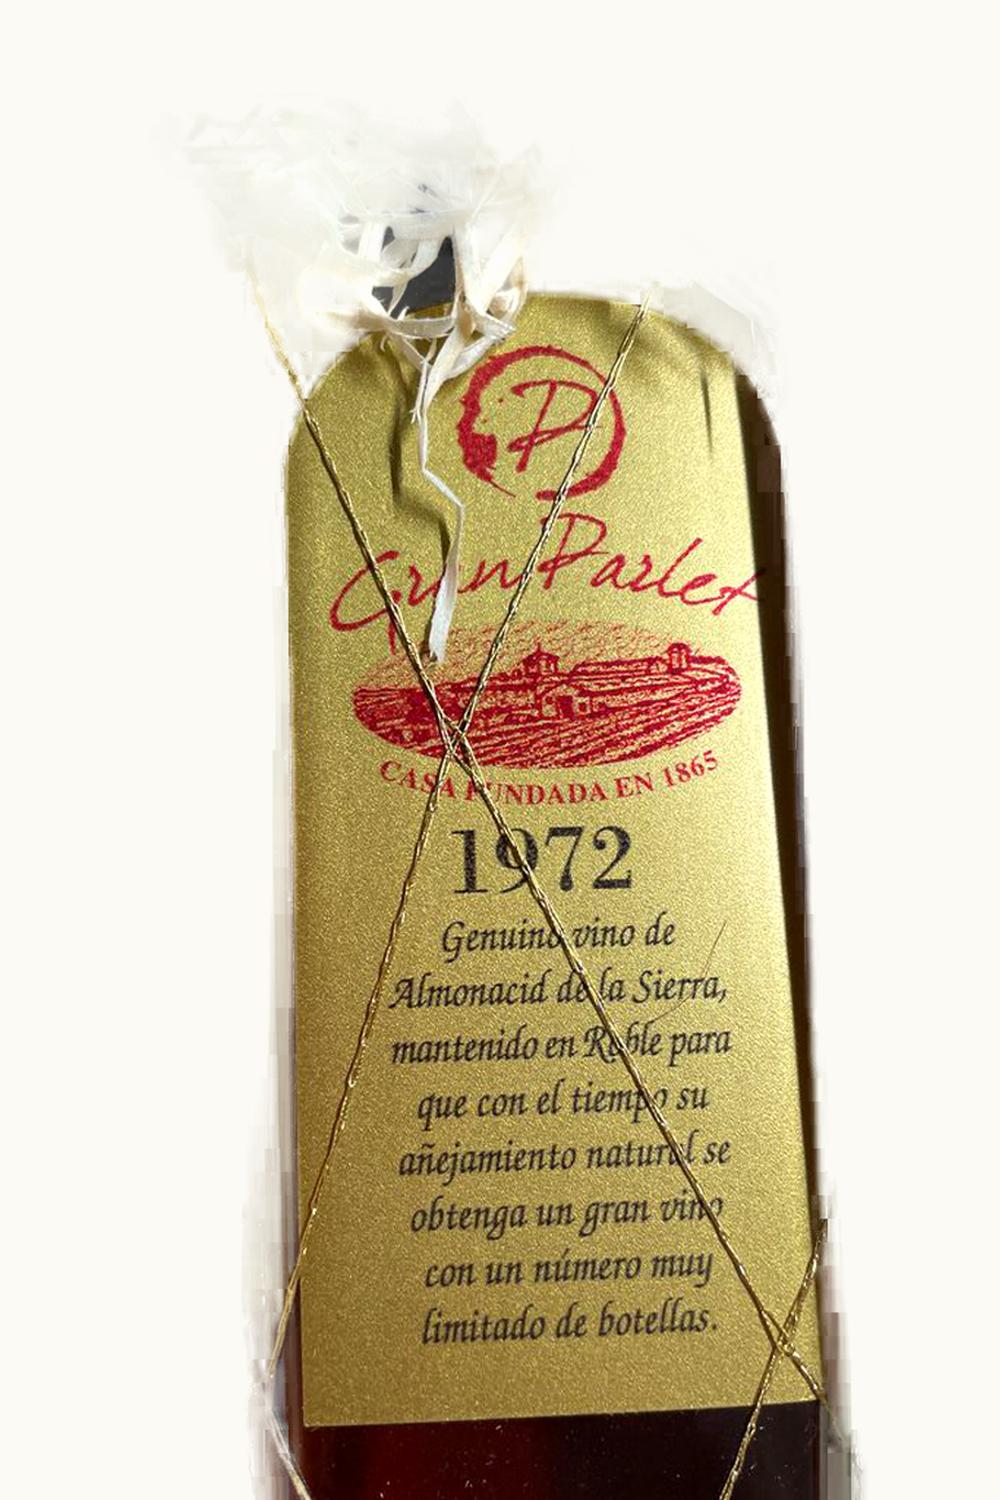 P
Gran Parlet
CASA FUNDADA EN 1865
1972
Genuino vino de
Almonacid de la Sierra,
mantenido en Roble para
que con el tiempo su
añejamiento natural se
obtenga un gran vino
con un número muy
limitado de botellas.